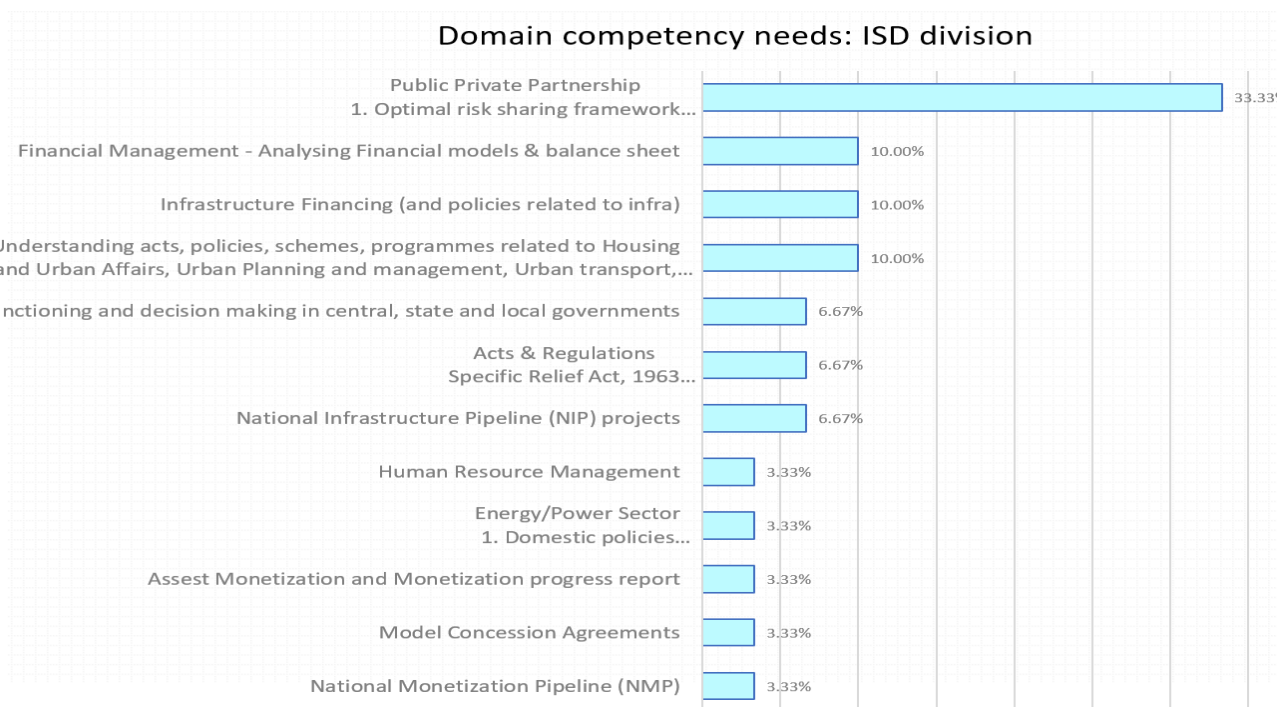 Domain competency needs: ISD division
Public Private Partnership
1. Optimal risk sharing framework...
33.33%
Financial Management - Analysing Financial models & balance sheet
10.00%
Infrastructure Financing (and policies related to infra)
10.00%
Understanding acts, policies, schemes, programmes related to Housing
and Urban Affairs, Urban Planning and management, Urban transport,...
10.00%
nctioning and decision making in central, state and local governments
6.67%
Acts & Regulations
Specific Relief Act, 1963...
6.67%
National Infrastructure Pipeline (NIP) projects
6.67%
Human Resource Management
3.33%
Energy/Power Sector
1. Domestic policies...
3.33%
Assest Monetization and Monetization progress report
3.33%
Model Concession Agreements
3.33%
National Monetization Pipeline (NMP)
3.33%